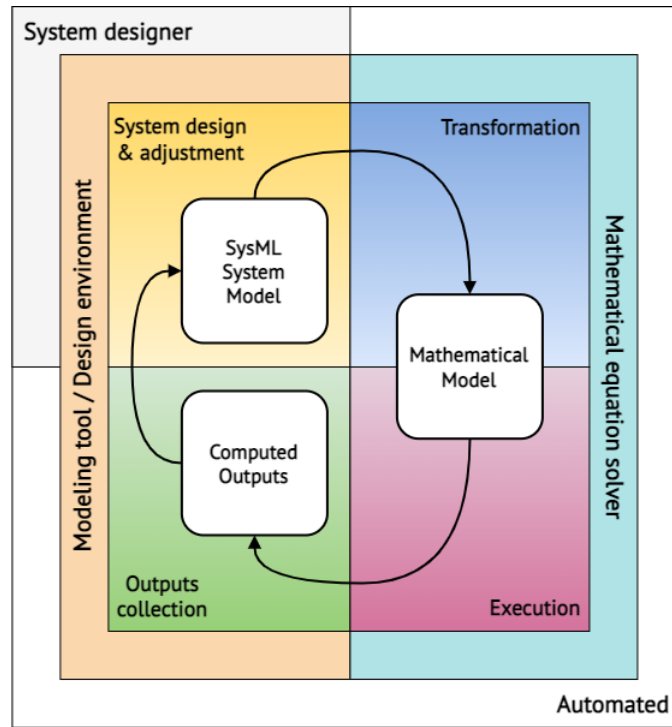 System designer
System design
& adjustment
Transformation
SysML
System
Model
Modeling tool / Design environment
Mathematical equation solver
Mathematical
Model
Computed
Outputs
Outputs
collection
Execution
Automated